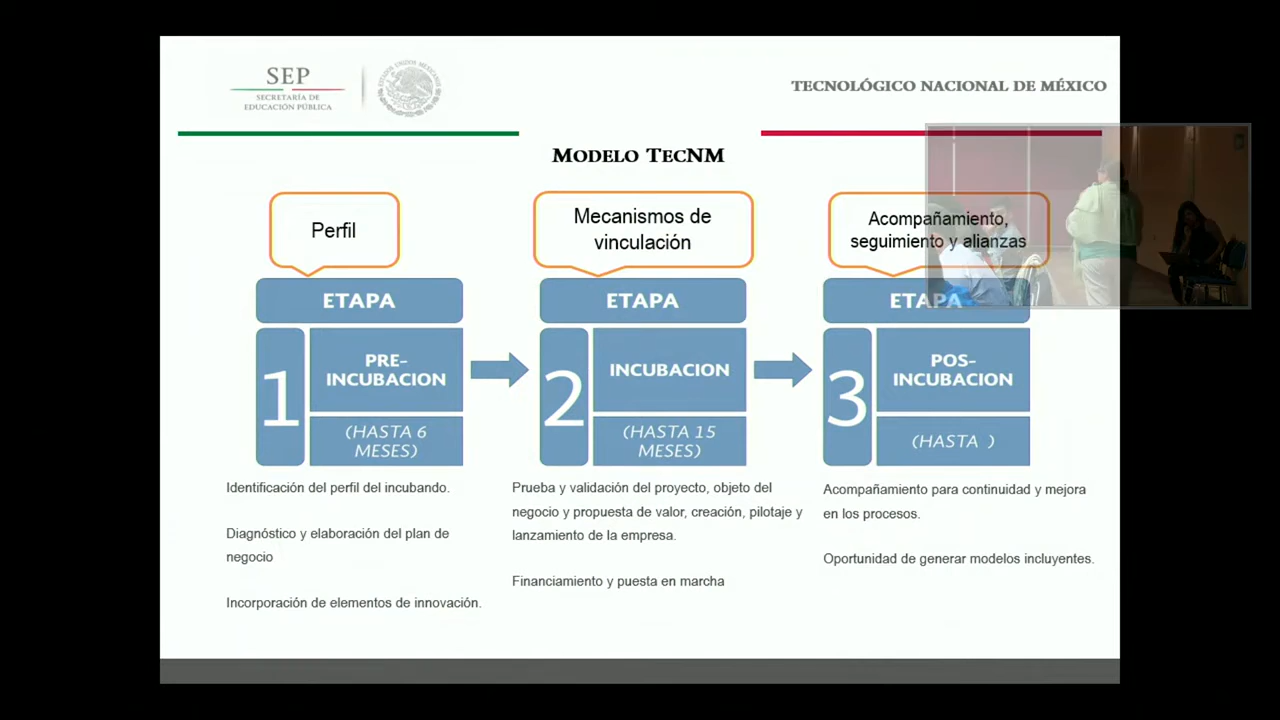 SEP
SECRETARÍA DE
EDUCACIÓN PÚBLICA
ESTADOS UNIDOS MEXICANOS
TECNOLÓGICO NACIONAL DE MÉXICO
MODELO TECNM
Perfil
Mecanismos de
vinculación
Acompañamiento,
seguimiento y alianzas
ETAPA
1
PRE-
INCUBACION
(HASTA 6
MESES)
ETAPA
2
INCUBACION
(HASTA 15
MESES)
ETAPA
3
POS-
INCUBACION
(HASTA )
Identificación del perfil del incubando.
Diagnóstico y elaboración del plan de
negocio
Incorporación de elementos de innovación.
Prueba y validación del proyecto, objeto del
negocio y propuesta de valor, creación, pilotaje y
lanzamiento de la empresa.
Financiamiento y puesta en marcha
Acompañamiento para continuidad y mejora
en los procesos.
Oportunidad de generar modelos incluyentes.